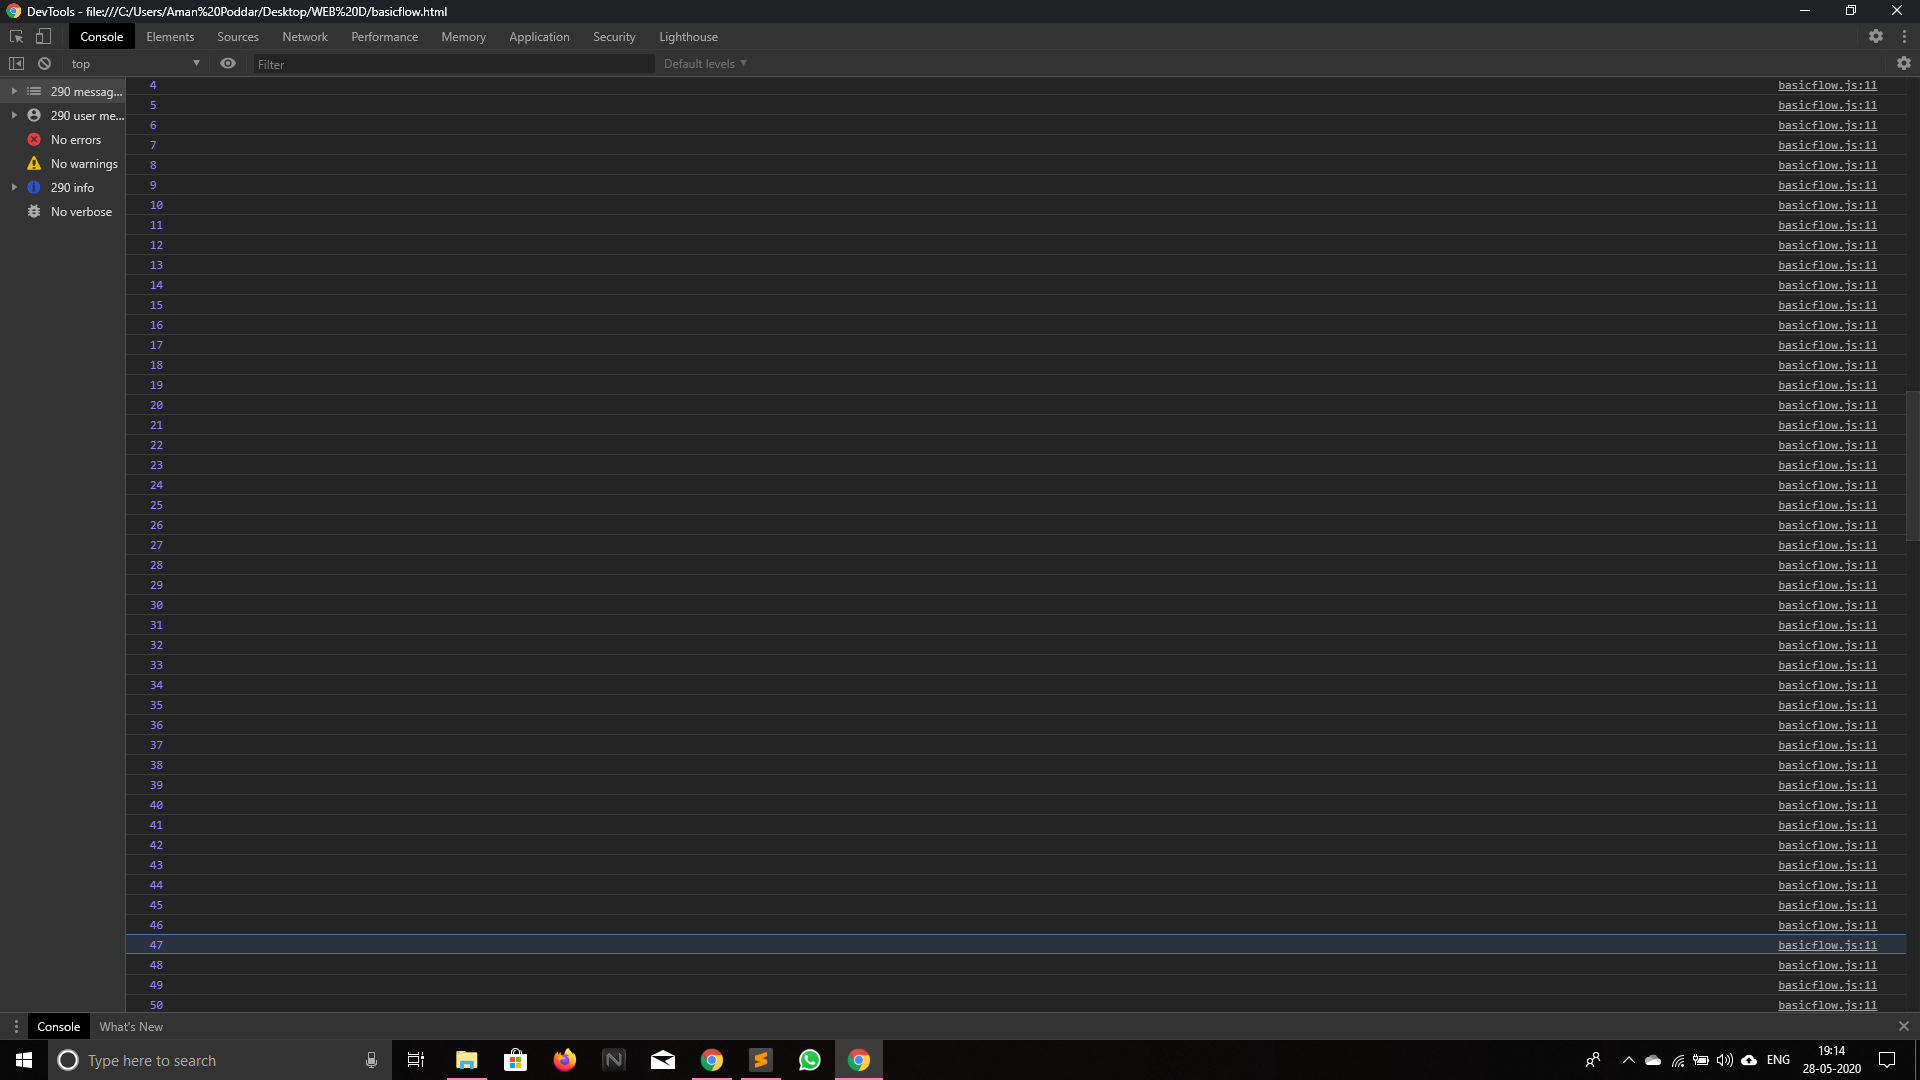 DevTools - file:///C:/Users/Aman%20Poddar/Desktop/WEB%20D/basicflow.html
Console Elements Sources Network Performance Memory Application Security Lighthouse
top Filter Default levels
290 messag...
290 user me...
No errors
No warnings
290 info
No verbose
4 basicflow.js:11
5 basicflow.js:11
6 basicflow.js:11
7 basicflow.js:11
8 basicflow.js:11
9 basicflow.js:11
10 basicflow.js:11
11 basicflow.js:11
12 basicflow.js:11
13 basicflow.js:11
14 basicflow.js:11
15 basicflow.js:11
16 basicflow.js:11
17 basicflow.js:11
18 basicflow.js:11
19 basicflow.js:11
20 basicflow.js:11
21 basicflow.js:11
22 basicflow.js:11
23 basicflow.js:11
24 basicflow.js:11
25 basicflow.js:11
26 basicflow.js:11
27 basicflow.js:11
28 basicflow.js:11
29 basicflow.js:11
30 basicflow.js:11
31 basicflow.js:11
32 basicflow.js:11
33 basicflow.js:11
34 basicflow.js:11
35 basicflow.js:11
36 basicflow.js:11
37 basicflow.js:11
38 basicflow.js:11
39 basicflow.js:11
40 basicflow.js:11
41 basicflow.js:11
42 basicflow.js:11
43 basicflow.js:11
44 basicflow.js:11
45 basicflow.js:11
46 basicflow.js:11
47 basicflow.js:11
48 basicflow.js:11
49 basicflow.js:11
50 basicflow.js:11
Console What's New
Type here to search
ENG
19:14
28-05-2020